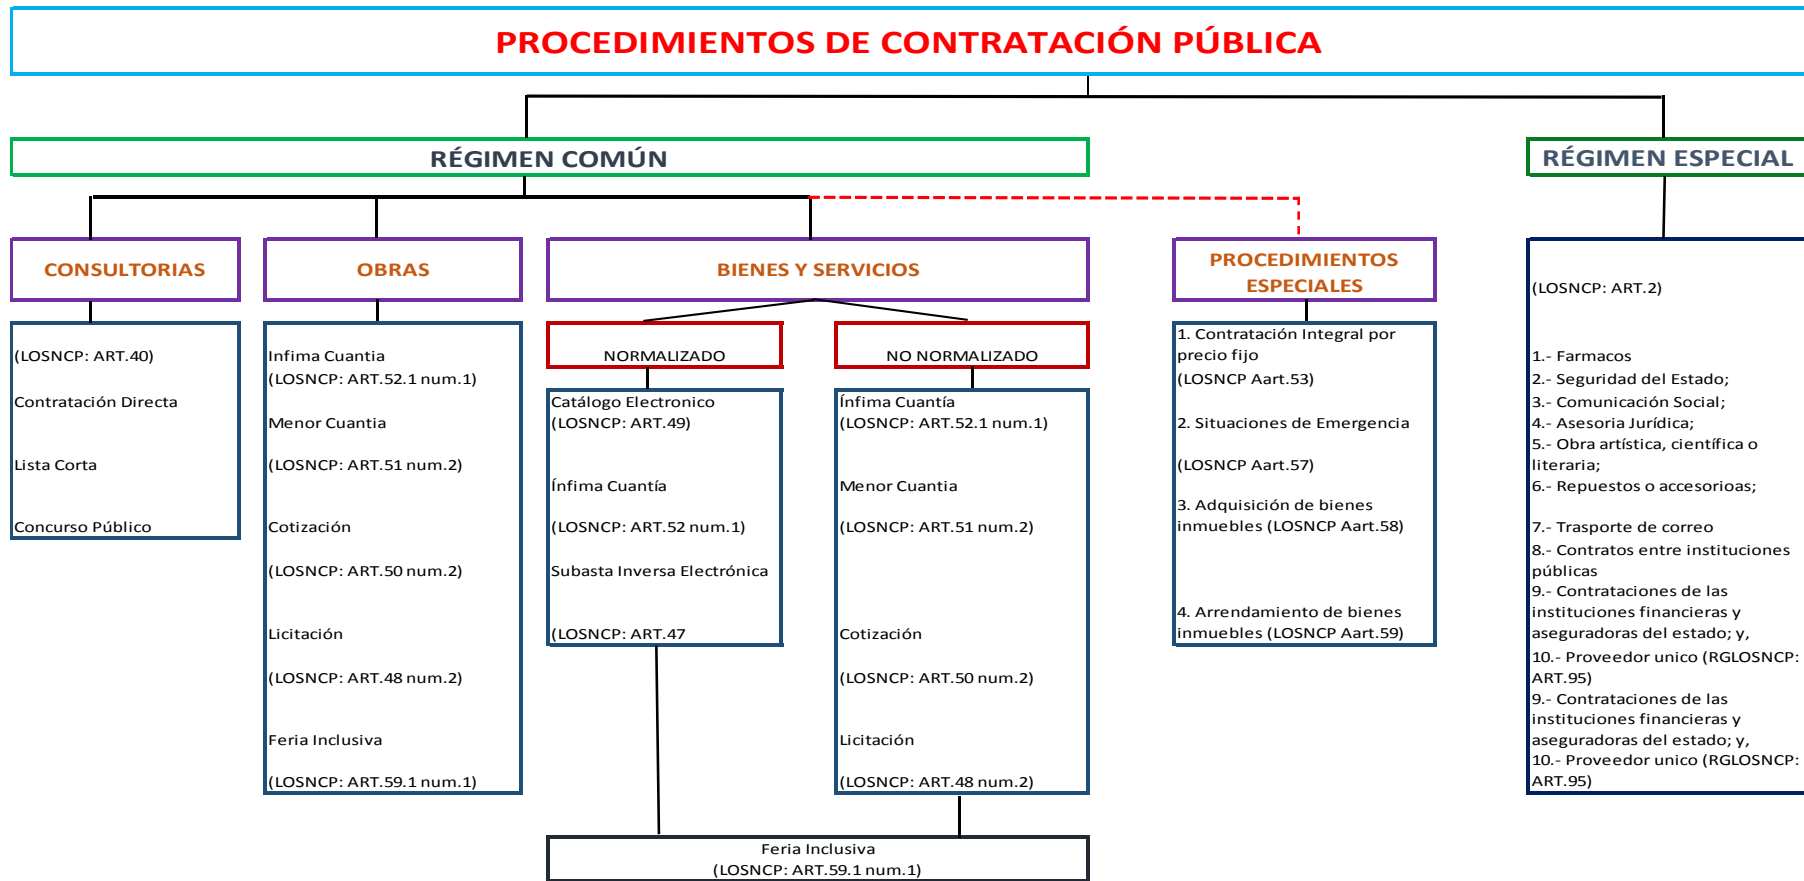 PROCEDIMIENTOS DE CONTRATACIÓN PÚBLICA
RÉGIMEN COMÚN
RÉGIMEN ESPECIAL
CONSULTORIAS
(LOSNCP: ART.40)
Contratación Directa
Lista Corta
Concurso Público
OBRAS
Infima Cuantia
(LOSNCP: ART.52.1 num.1)
Menor Cuantia
(LOSNCP: ART.51 num.2)
Cotización
(LOSNCP: ART.50 num.2)
Licitación
(LOSNCP: ART.48 num.2)
Feria Inclusiva
(LOSNCP: ART.59.1 num.1)
BIENES Y SERVICIOS
NORMALIZADO
Catálogo Electronico
(LOSNCP: ART.49)
Ínfima Cuantía
(LOSNCP: ART.52 num.1)
Subasta Inversa Electrónica
(LOSNCP: ART.47
NO NORMALIZADO
Ínfima Cuantía
(LOSNCP: ART.52.1 num.1)
Menor Cuantia
(LOSNCP: ART.51 num.2)
Cotización
(LOSNCP: ART.50 num.2)
Licitación
(LOSNCP: ART.48 num.2)
Feria Inclusiva
(LOSNCP: ART.59.1 num.1)
PROCEDIMIENTOS
ESPECIALES
1. Contratación Integral por
precio fijo
(LOSNCP Aart.53)
2. Situaciones de Emergencia
(LOSNCP Aart.57)
3. Adquisición de bienes
inmuebles (LOSNCP Aart.58)
4. Arrendamiento de bienes
inmuebles (LOSNCP Aart.59)
(LOSNCP: ART.2)
1.- Farmacos
2.- Seguridad del Estado;
3.- Comunicación Social;
4.- Asesoria Jurídica;
5.- Obra artística, científica o
literaria;
6.- Repuestos o accesorioas;
7.- Trasporte de correo
8.- Contratos entre instituciones
públicas
9.- Contrataciones de las
instituciones financieras y
aseguradoras del estado; y,
10.- Proveedor unico (RGLOSNCP:
ART.95)
9.- Contrataciones de las
instituciones financieras y
aseguradoras del estado; y,
10.- Proveedor unico (RGLOSNCP:
ART.95)